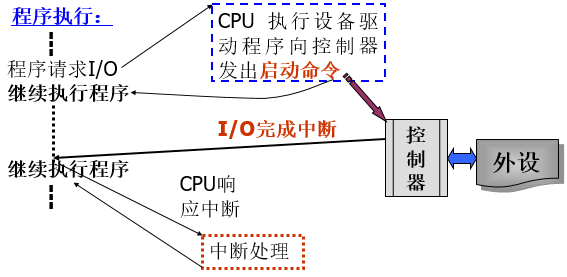 程序执行：
CPU 执行设备驱
动程序向控制器
发出启动命令
程序请求I/O
继续执行程序
I/O完成中断
控
制
器
外设
继续执行程序
CPU响
应中断
中断处理